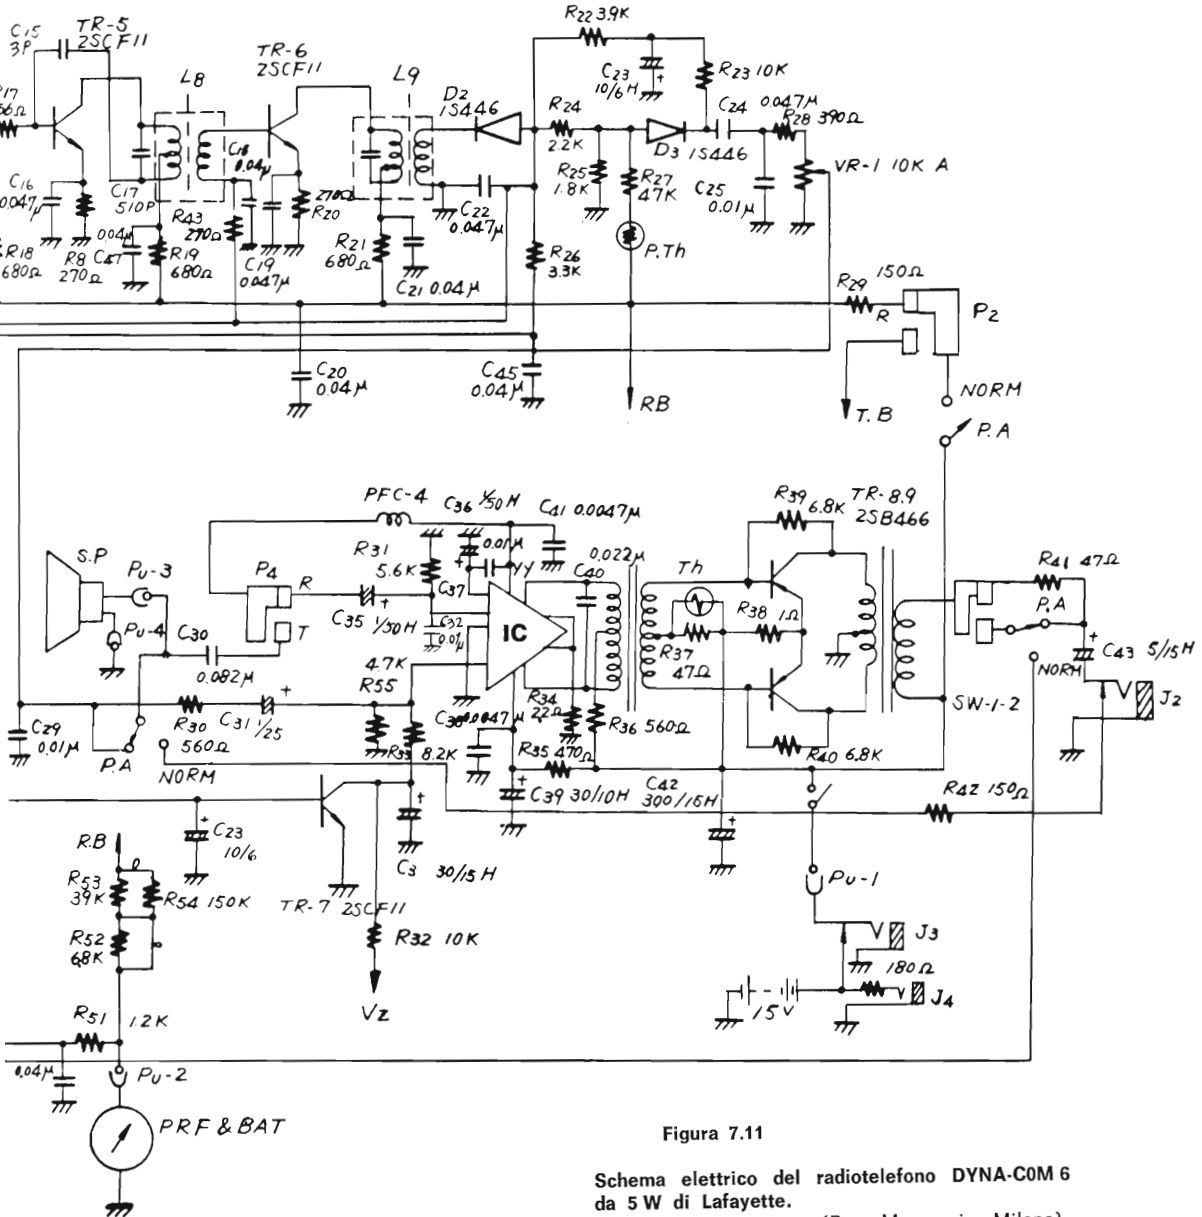 C15
3P
TR-5
2SCF11
TR-6
2SCF11
L8
L9
D2
1S446
R22 3.9K
C23
10/6H
R23 10K
R24
2.2K
C24
0.047μ
R28 390Ω
D3 1S446
R25
1.8K
R27
47K
C25
0.01μ
VR-1 10K A
P.Th
R17
56Ω
C16
0.047μ
C17
510P
R18
680Ω
R8
270Ω
0.04μ
C47
R19
680Ω
R43
270Ω
C18
0.04μ
C19
0.047μ
270Ω
R20
R21
680Ω
C21 0.04μ
C22
0.047μ
R26
3.3K
C20
0.04μ
C45
0.04μ
RB
R29
150Ω
R
P2
T.B
NORM
P.A
S.P
PU-3
PU-4
C30
0.082μ
P4
R
T
PFC-4
R31
5.6K
C35 1/50H
C36 1/50H
0.01μ
C37
YY
C32
0.01μ
C41 0.0047μ
0.022μ
C40
IC
Th
R37
47Ω
R38 1Ω
R39
6.8K
TR-8.9
2SB466
R40 6.8K
R41 47Ω
P.A
C43 5/15H
NORM
SW-1-2
J2
C29
0.01μ
P.A
R30
560Ω
NORM
C31 1/25
4.7K
R55
R33 8.2K
C38 0.0047μ
R34
22Ω
R35 470Ω
R36 560Ω
C39 30/10H
C42
300/15H
R42 150Ω
C23
10/6
C3 30/15H
TR-7 2SCF11
R32 10K
Vz
R.B
R53
39K
R54 150K
R52
68K
R51 1.2K
0.04μ
PU-2
PRF & BAT
PU-1
J3
180Ω
J4
15V
Figura 7.11
Schema elettrico del radiotelefono DYNA-COM 6
da 5 W di Lafayette.